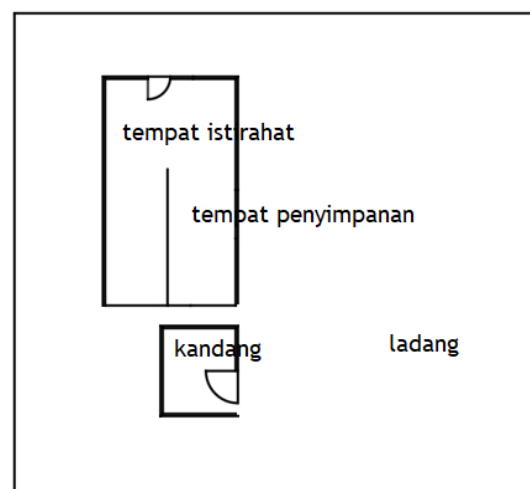 tempat istirahat
tempat penyimpanan
kandang
ladang